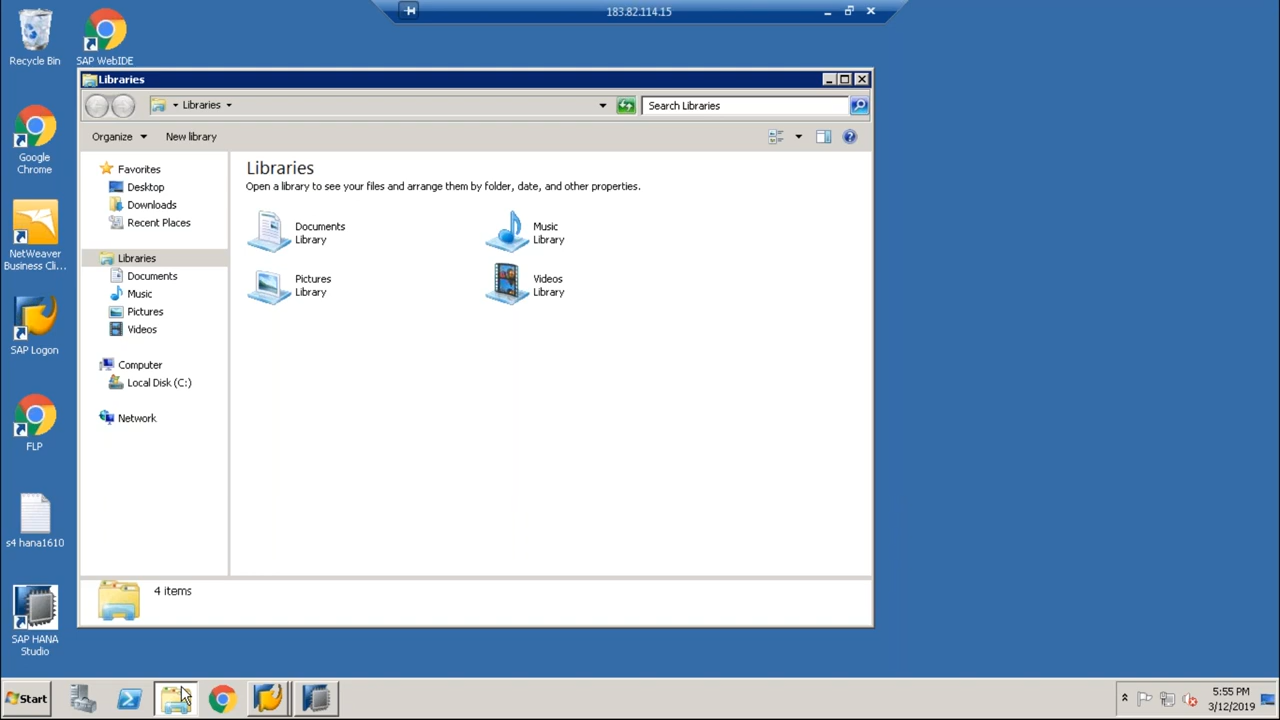 183.82.114.15
Recycle Bin
SAP WebIDE
Google
Chrome
NetWeaver
Business Cli...
SAP Logon
FLP
s4 hana1610
SAP HANA
Studio
Libraries
Libraries
Search Libraries
Organize
New library
Favorites
Desktop
Downloads
Recent Places
Libraries
Documents
Music
Pictures
Videos
Computer
Local Disk (C:)
Network
Libraries
Open a library to see your files and arrange them by folder, date, and other properties.
Documents
Library
Music
Library
Pictures
Library
Videos
Library
4 items
Start
5:55 PM
3/12/2019